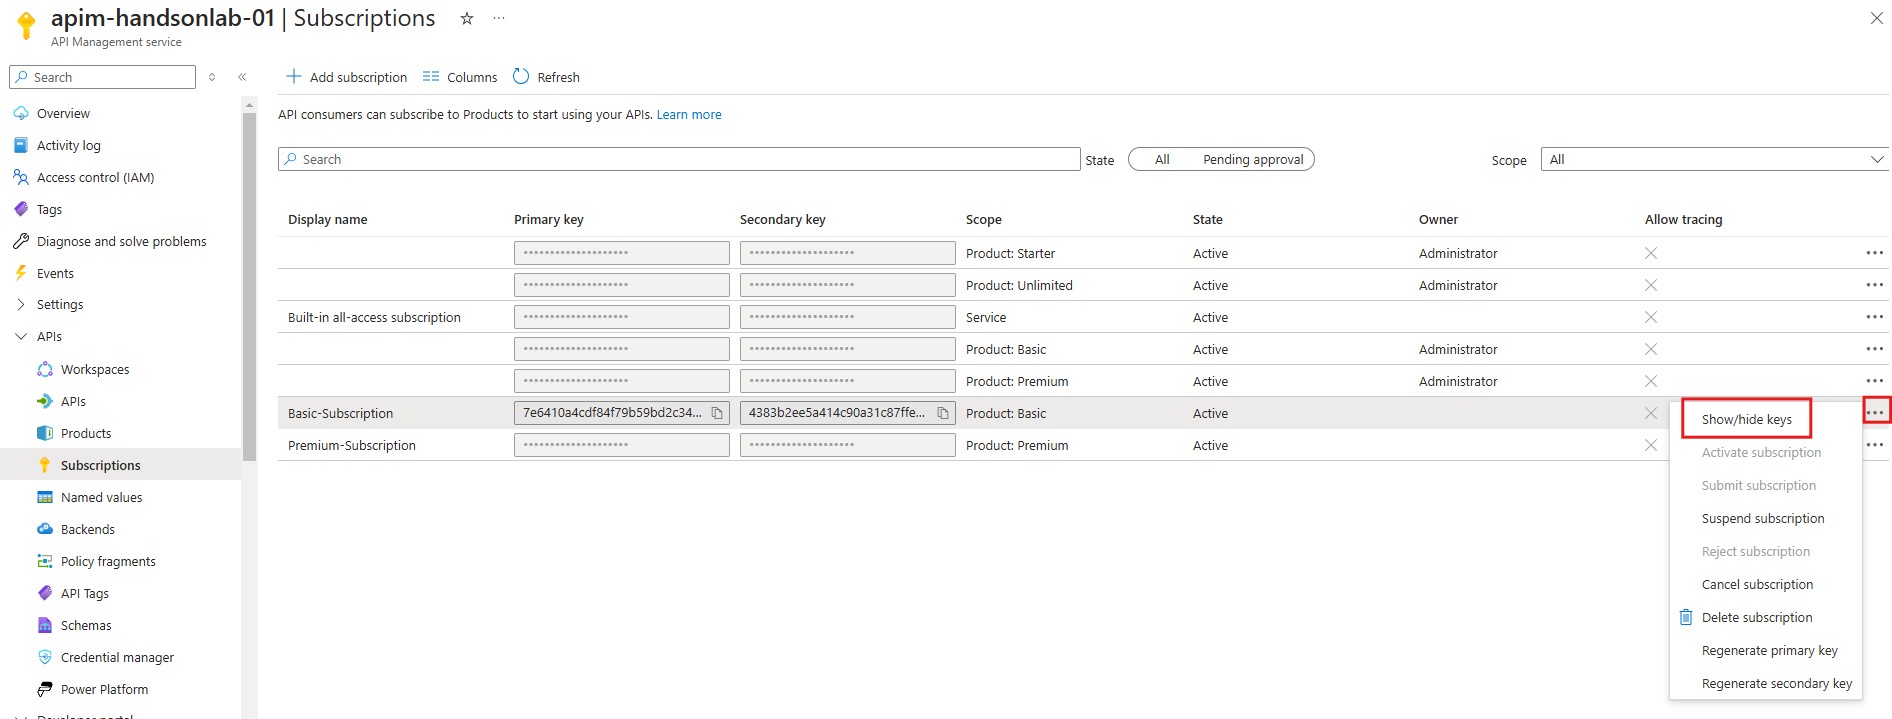 apim-handsonlab-01 | Subscriptions
API Management service
Search
Overview
Activity log
Access control (IAM)
Tags
Diagnose and solve problems
Events
Settings
APIs
Workspaces
APIs
Products
Subscriptions
Named values
Backends
Policy fragments
API Tags
Schemas
Credential manager
Power Platform
Developer portal
Add subscription Columns Refresh
API consumers can subscribe to Products to start using your APIs. Learn more
Search State All Pending approval Scope All
Display name Primary key Secondary key Scope State Owner Allow tracing
•••••••••••••••••••• •••••••••••••••••••• Product: Starter Active Administrator
•••••••••••••••••••• •••••••••••••••••••• Product: Unlimited Active Administrator
Built-in all-access subscription •••••••••••••••••••• •••••••••••••••••••• Service Active
•••••••••••••••••••• •••••••••••••••••••• Product: Basic Active Administrator
•••••••••••••••••••• •••••••••••••••••••• Product: Premium Active Administrator
Basic-Subscription 7e6410a4cdf84f79b59bd2c34... 4383b2ee5a414c90a31c87ffe... Product: Basic Active
Premium-Subscription •••••••••••••••••••• •••••••••••••••••••• Product: Premium Active
Show/hide keys
Activate subscription
Submit subscription
Suspend subscription
Reject subscription
Cancel subscription
Delete subscription
Regenerate primary key
Regenerate secondary key